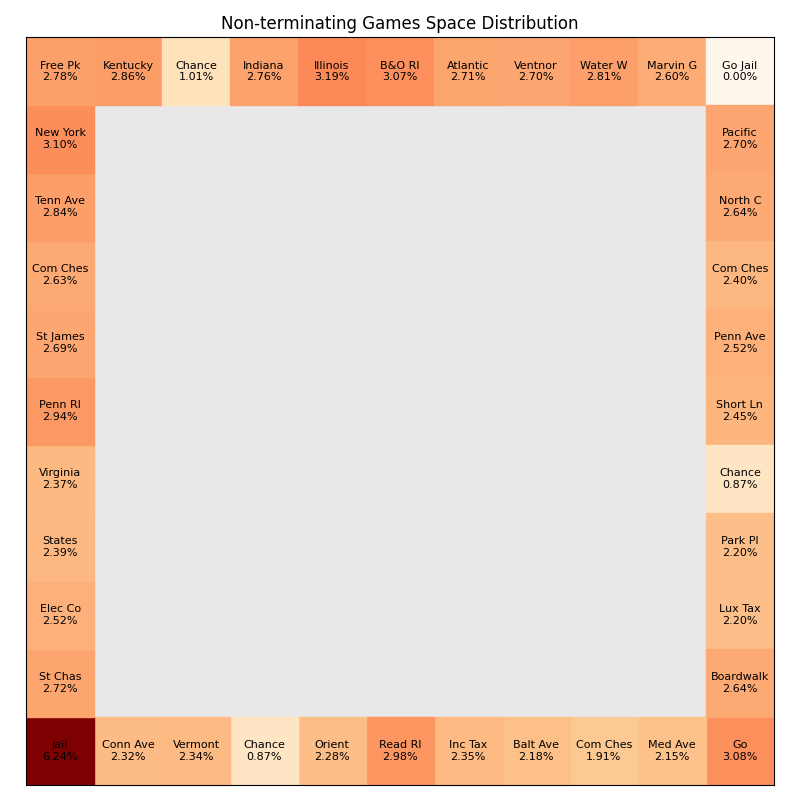 Non-terminating Games Space Distribution
Free Pk
2.78%
Kentucky
2.86%
Chance
1.01%
Indiana
2.76%
Illinois
3.19%
B&O Rl
3.07%
Atlantic
2.71%
Ventnor
2.70%
Water W
2.81%
Marvin G
2.60%
Go Jail
0.00%
New York
3.10%
Pacific
2.70%
Tenn Ave
2.84%
North C
2.64%
Com Ches
2.63%
Com Ches
2.40%
St James
2.69%
Penn Ave
2.52%
Penn Rl
2.94%
Short Ln
2.45%
Virginia
2.37%
Chance
0.87%
States
2.39%
Park Pl
2.20%
Elec Co
2.52%
Lux Tax
2.20%
St Chas
2.72%
Boardwalk
2.64%
Jail
6.24%
Conn Ave
2.32%
Vermont
2.34%
Chance
0.87%
Orient
2.28%
Read Rl
2.98%
Inc Tax
2.35%
Balt Ave
2.18%
Com Ches
1.91%
Med Ave
2.15%
Go
3.08%